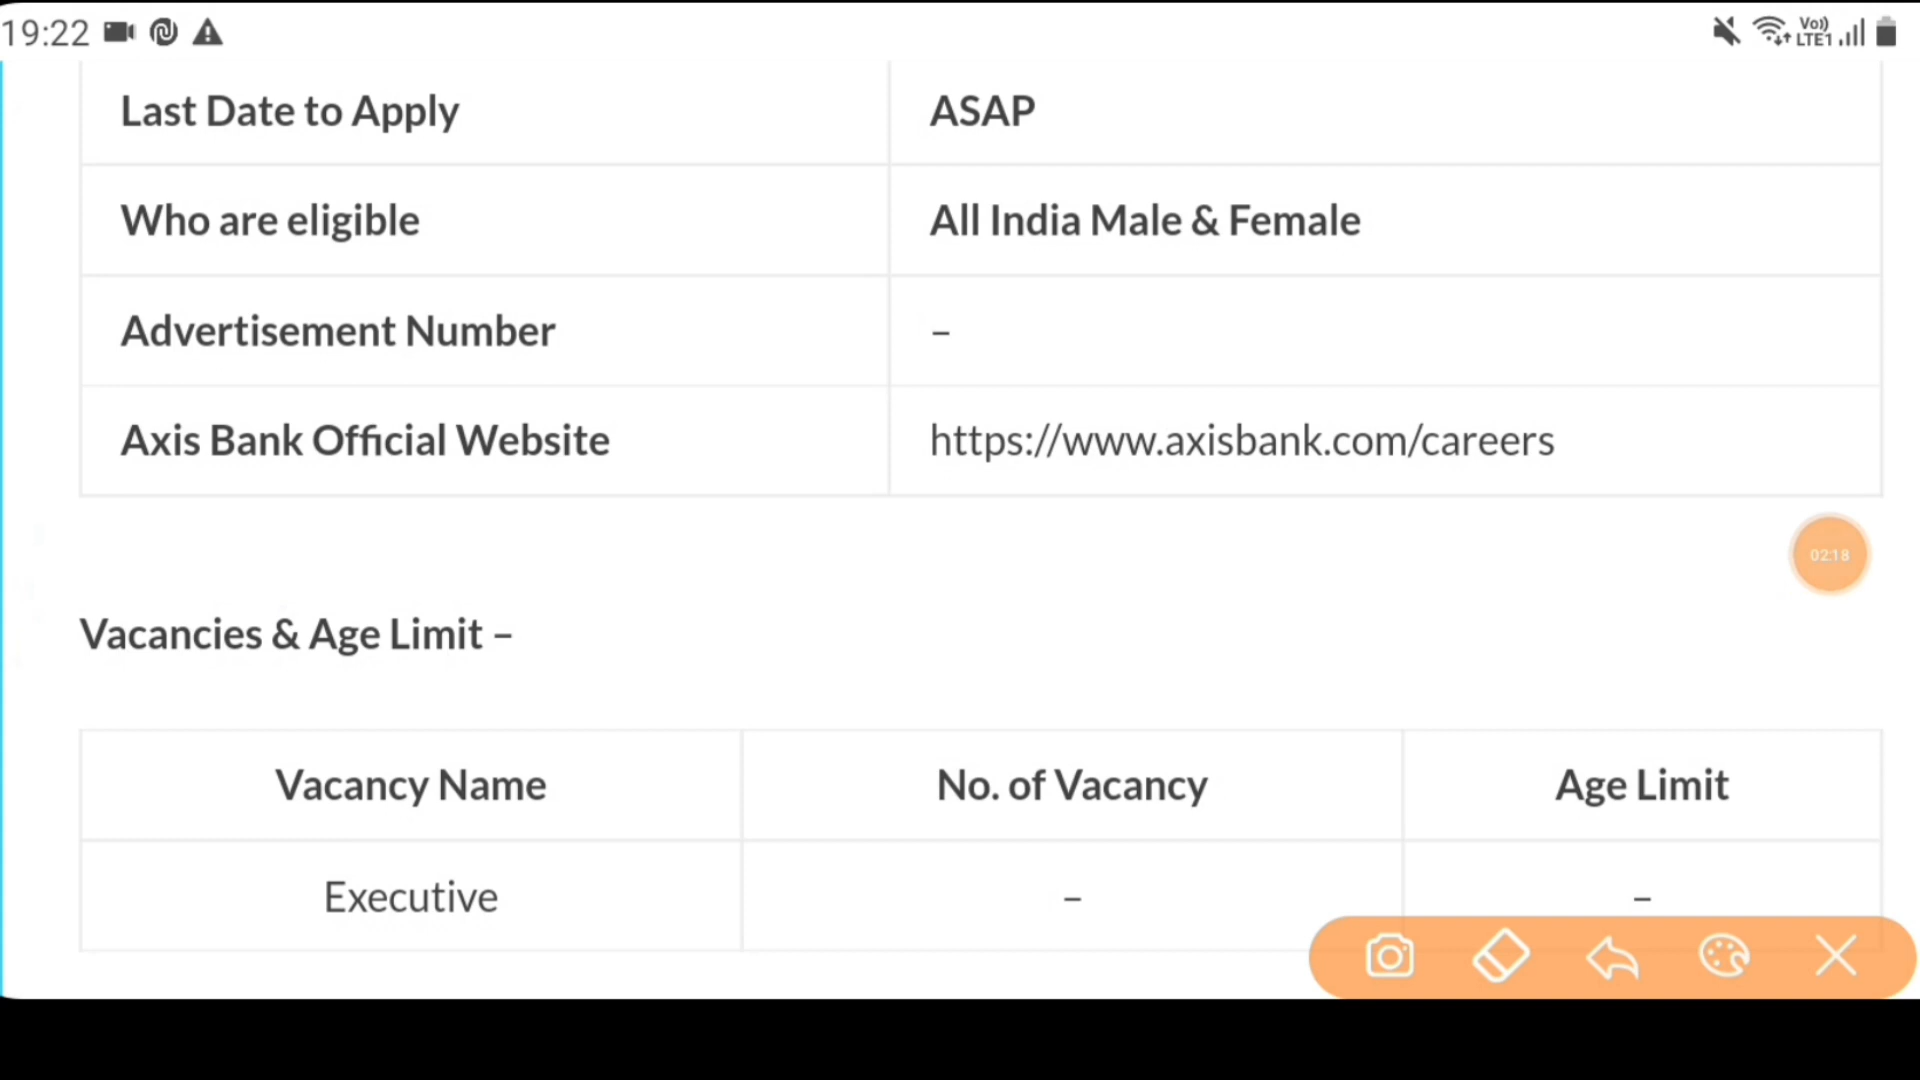 19:22
Vo)) LTE1
Last Date to Apply ASAP
Who are eligible All India Male & Female
Advertisement Number –
Axis Bank Official Website https://www.axisbank.com/careers
02:18
Vacancies & Age Limit –
Vacancy Name No. of Vacancy Age Limit
Executive – –